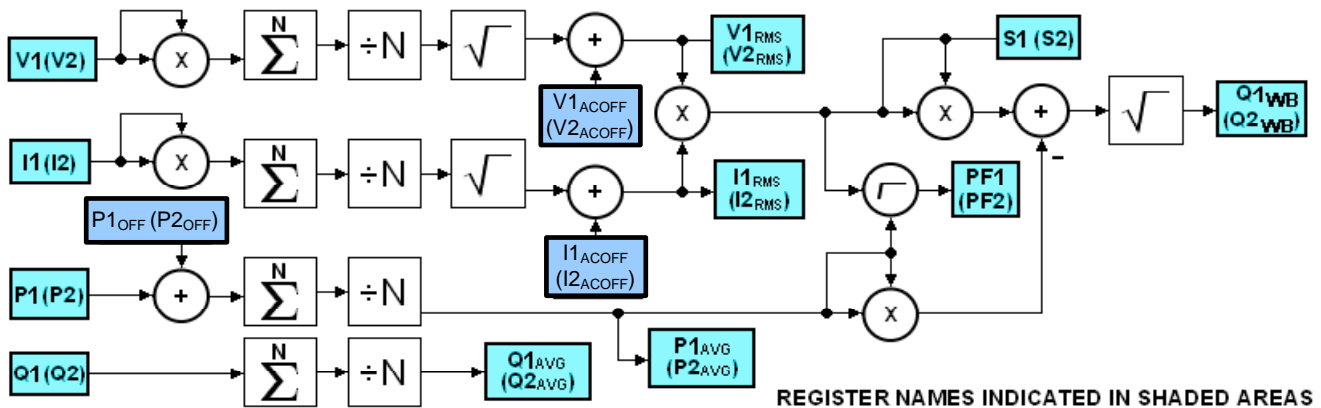 V1(V2)
X
N
∑
÷N
√
+
V1RMS
(V2RMS)
S1 (S2)
V1ACOFF
(V2ACOFF)
X
X
+
−
√
Q1WB
(Q2WB)
I1(I2)
X
N
∑
÷N
√
+
I1RMS
(I2RMS)
PF1
(PF2)
I1ACOFF
(I2ACOFF)
P1OFF (P2OFF)
P1(P2)
+
N
∑
÷N
X
P1AVG
(P2AVG)
Q1(Q2)
N
∑
÷N
Q1AVG
(Q2AVG)
REGISTER NAMES INDICATED IN SHADED AREAS